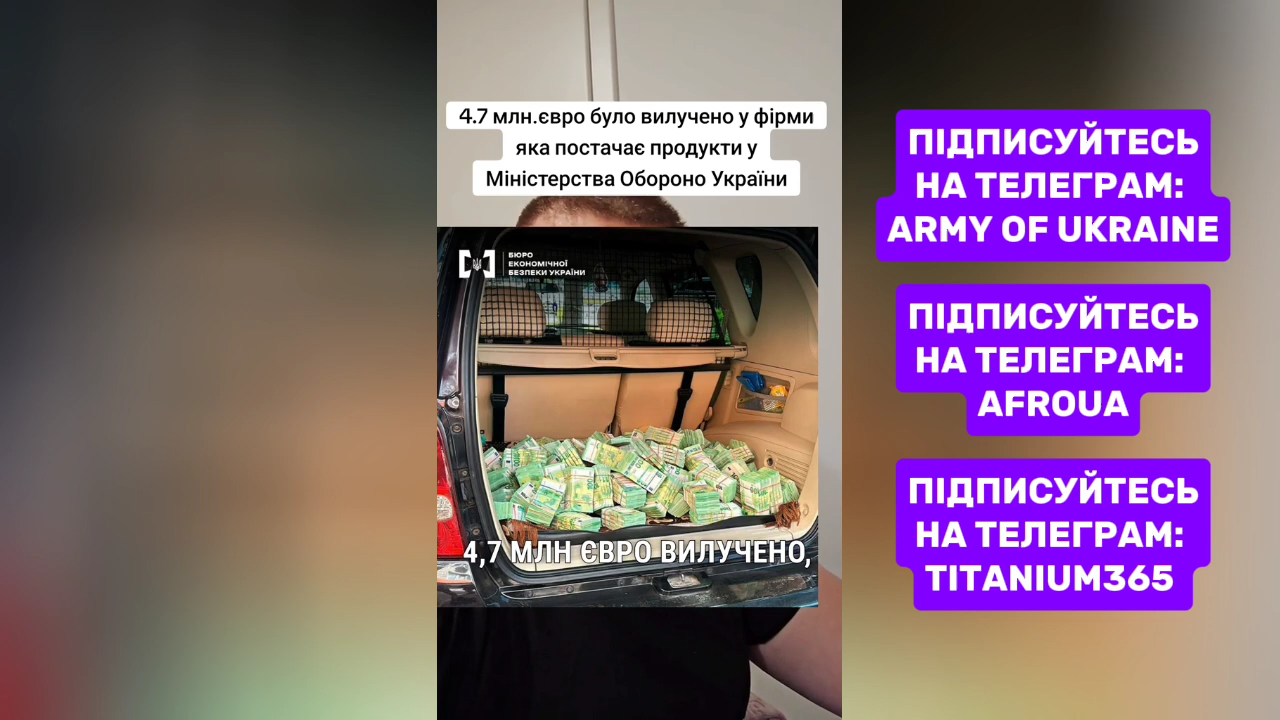 4.7 млн.євро було вилучено у фірми
яка постачає продукти у
Міністерства Обороно України
БЮРО
ЕКОНОМІЧНОЇ
БЕЗПЕКИ УКРАЇНИ
4,7 МЛН ЄВРО ВИЛУЧЕНО,
ПІДПИСУЙТЕСЬ
НА ТЕЛЕГРАМ:
ARMY OF UKRAINE
ПІДПИСУЙТЕСЬ
НА ТЕЛЕГРАМ:
AFROUA
ПІДПИСУЙТЕСЬ
НА ТЕЛЕГРАМ:
TITANIUM365